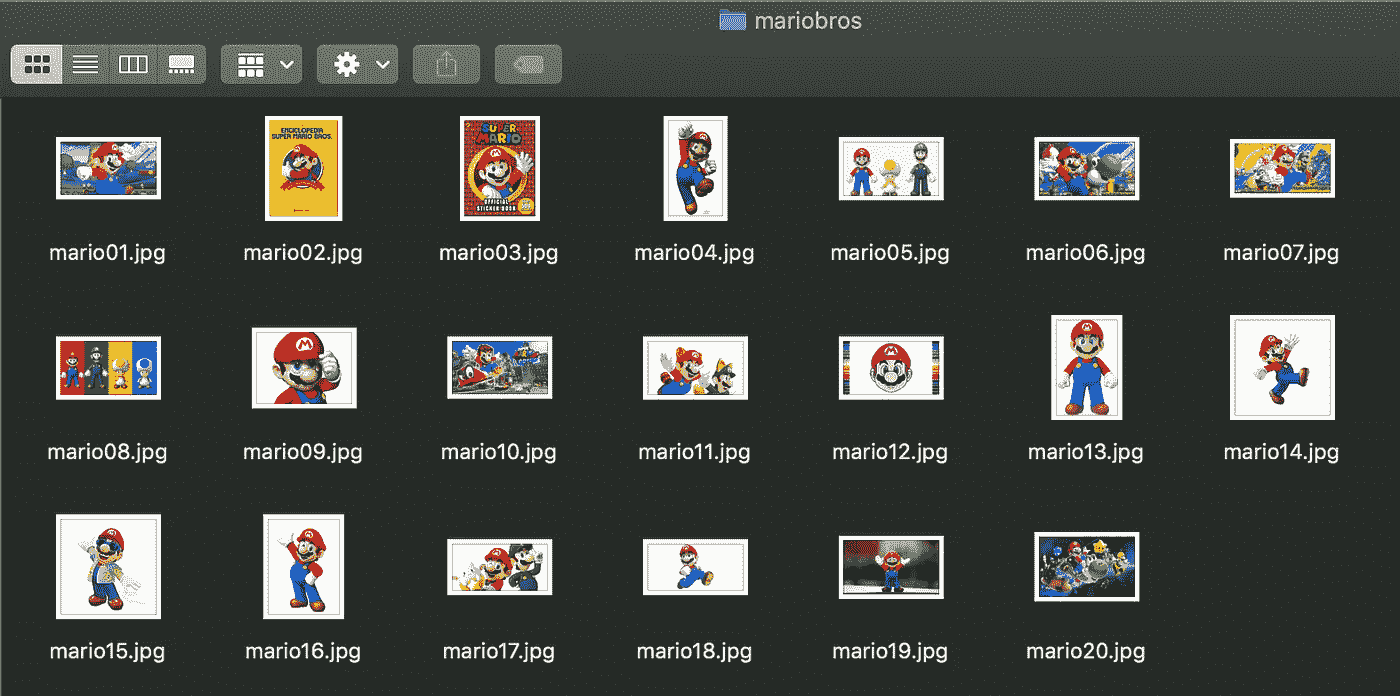 mariobros
ENCICLOPEDIA
SUPER MARIO BROS.
SUPER
MARIO
OFFICIAL
STICKER BOOK
mario01.jpg
mario02.jpg
mario03.jpg
mario04.jpg
mario05.jpg
mario06.jpg
mario07.jpg
mario08.jpg
mario09.jpg
mario10.jpg
mario11.jpg
mario12.jpg
mario13.jpg
mario14.jpg
mario15.jpg
mario16.jpg
mario17.jpg
mario18.jpg
mario19.jpg
mario20.jpg